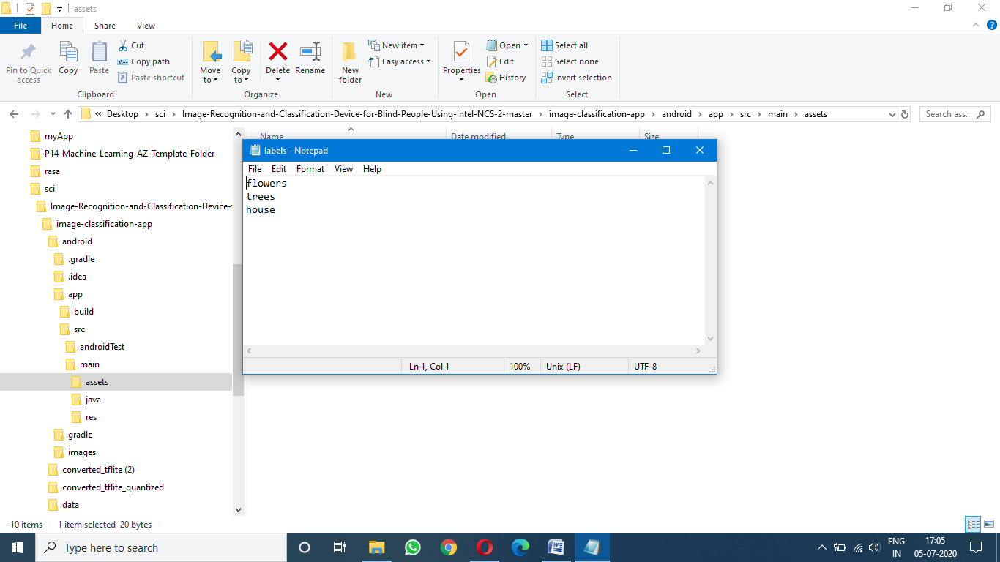 assets
File Home Share View
Pin to Quick access
Copy
Paste
Cut
Copy path
Paste shortcut
Clipboard
Move to
Copy to
Delete
Rename
Organize
New folder
New item
Easy access
New
Properties
Open
Edit
History
Open
Select all
Select none
Invert selection
Select
« Desktop › sci › Image-Recognition-and-Classification-Device-for-Blind-People-Using-Intel-NCS-2-master › image-classification-app › android › app › src › main › assets
Search ass...
myApp
P14-Machine-Learning-AZ-Template-Folder
rasa
sci
Image-Recognition-and-Classification-Device-
image-classification-app
android
.gradle
.idea
app
build
src
androidTest
main
assets
java
res
gradle
images
converted_tflite (2)
converted_tflite_quantized
data
Name Date modified Type Size
labels - Notepad
File Edit Format View Help
flowers
trees
house
Ln 1, Col 1 100% Unix (LF) UTF-8
10 items 1 item selected 20 bytes
Type here to search
ENG
IN
17:05
05-07-2020